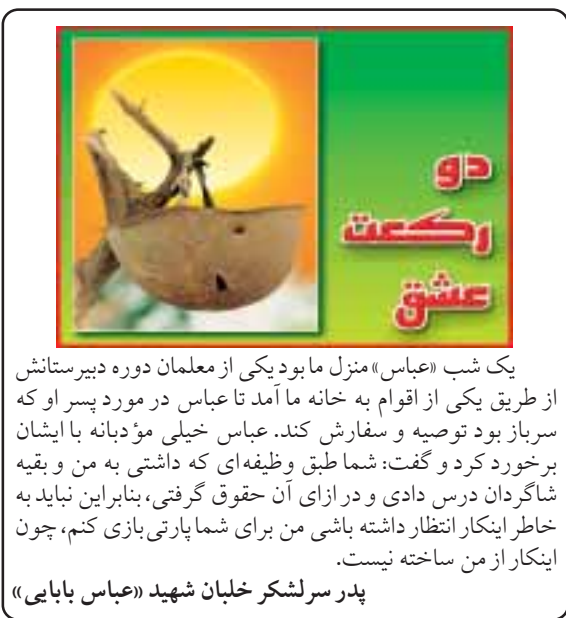 دو
رکعت
عشق
یک شب «عباس» منزل ما بود یکی از معلمان دوره دبیرستانش
از طریق یکی از اقوام به خانه ما آمد تا عباس در مورد پسر او که
سرباز بود توصیه و سفارش کند. عباس خیلی مؤدبانه با ایشان
برخورد کرد و گفت: شما طبق وظیفه‌ای که داشتی به من و بقیه
شاگردان درس دادی و در ازای آن حقوق گرفتی، بنابراین نباید به
خاطر اینکار انتظار داشته باشی من برای شما پارتی‌بازی کنم، چون
اینکار از من ساخته نیست.
پدر سرلشکر خلبان شهید «عباس بابایی»